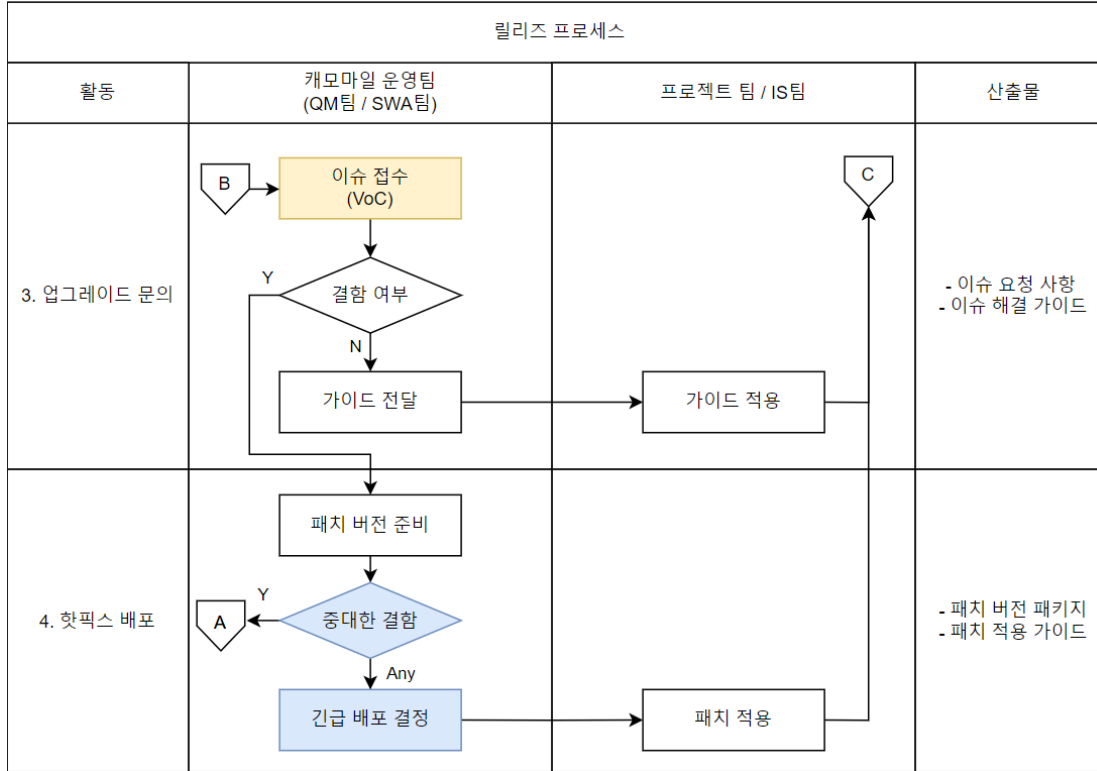 릴리즈 프로세스
활동
캐모마일 운영팀
(QM팀 / SWA팀)
프로젝트 팀 / IS팀
산출물
3. 업그레이드 문의
B
이슈 접수
(VoC)
C
Y
결함 여부
N
가이드 전달
가이드 적용
- 이슈 요청 사항
- 이슈 해결 가이드
4. 핫픽스 배포
패치 버전 준비
Y
A
중대한 결함
Any
긴급 배포 결정
패치 적용
- 패치 버전 패키지
- 패치 적용 가이드